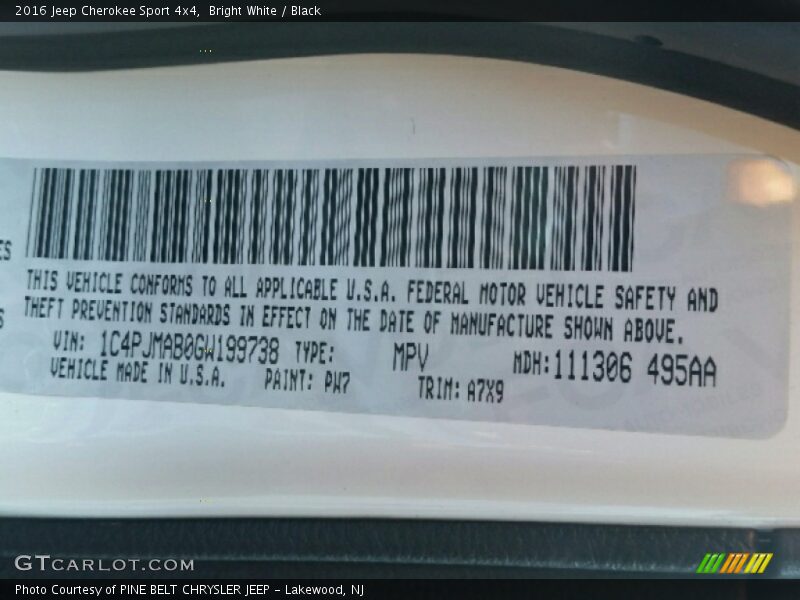 2016 Jeep Cherokee Sport 4x4,  Bright White / Black
ES
THIS VEHICLE CONFORMS TO ALL APPLICABLE U.S.A. FEDERAL MOTOR VEHICLE SAFETY AND
THEFT PREVENTION STANDARDS IN EFFECT ON THE DATE OF MANUFACTURE SHOWN ABOVE.
VIN: 1C4PJMAB0GW199738 TYPE: MPV MDH:111306 495AA
VEHICLE MADE IN U.S.A. PAINT: PW7 TRIM: A7X9
GTCARLOT.COM
Photo Courtesy of PINE BELT CHRYSLER JEEP – Lakewood, NJ